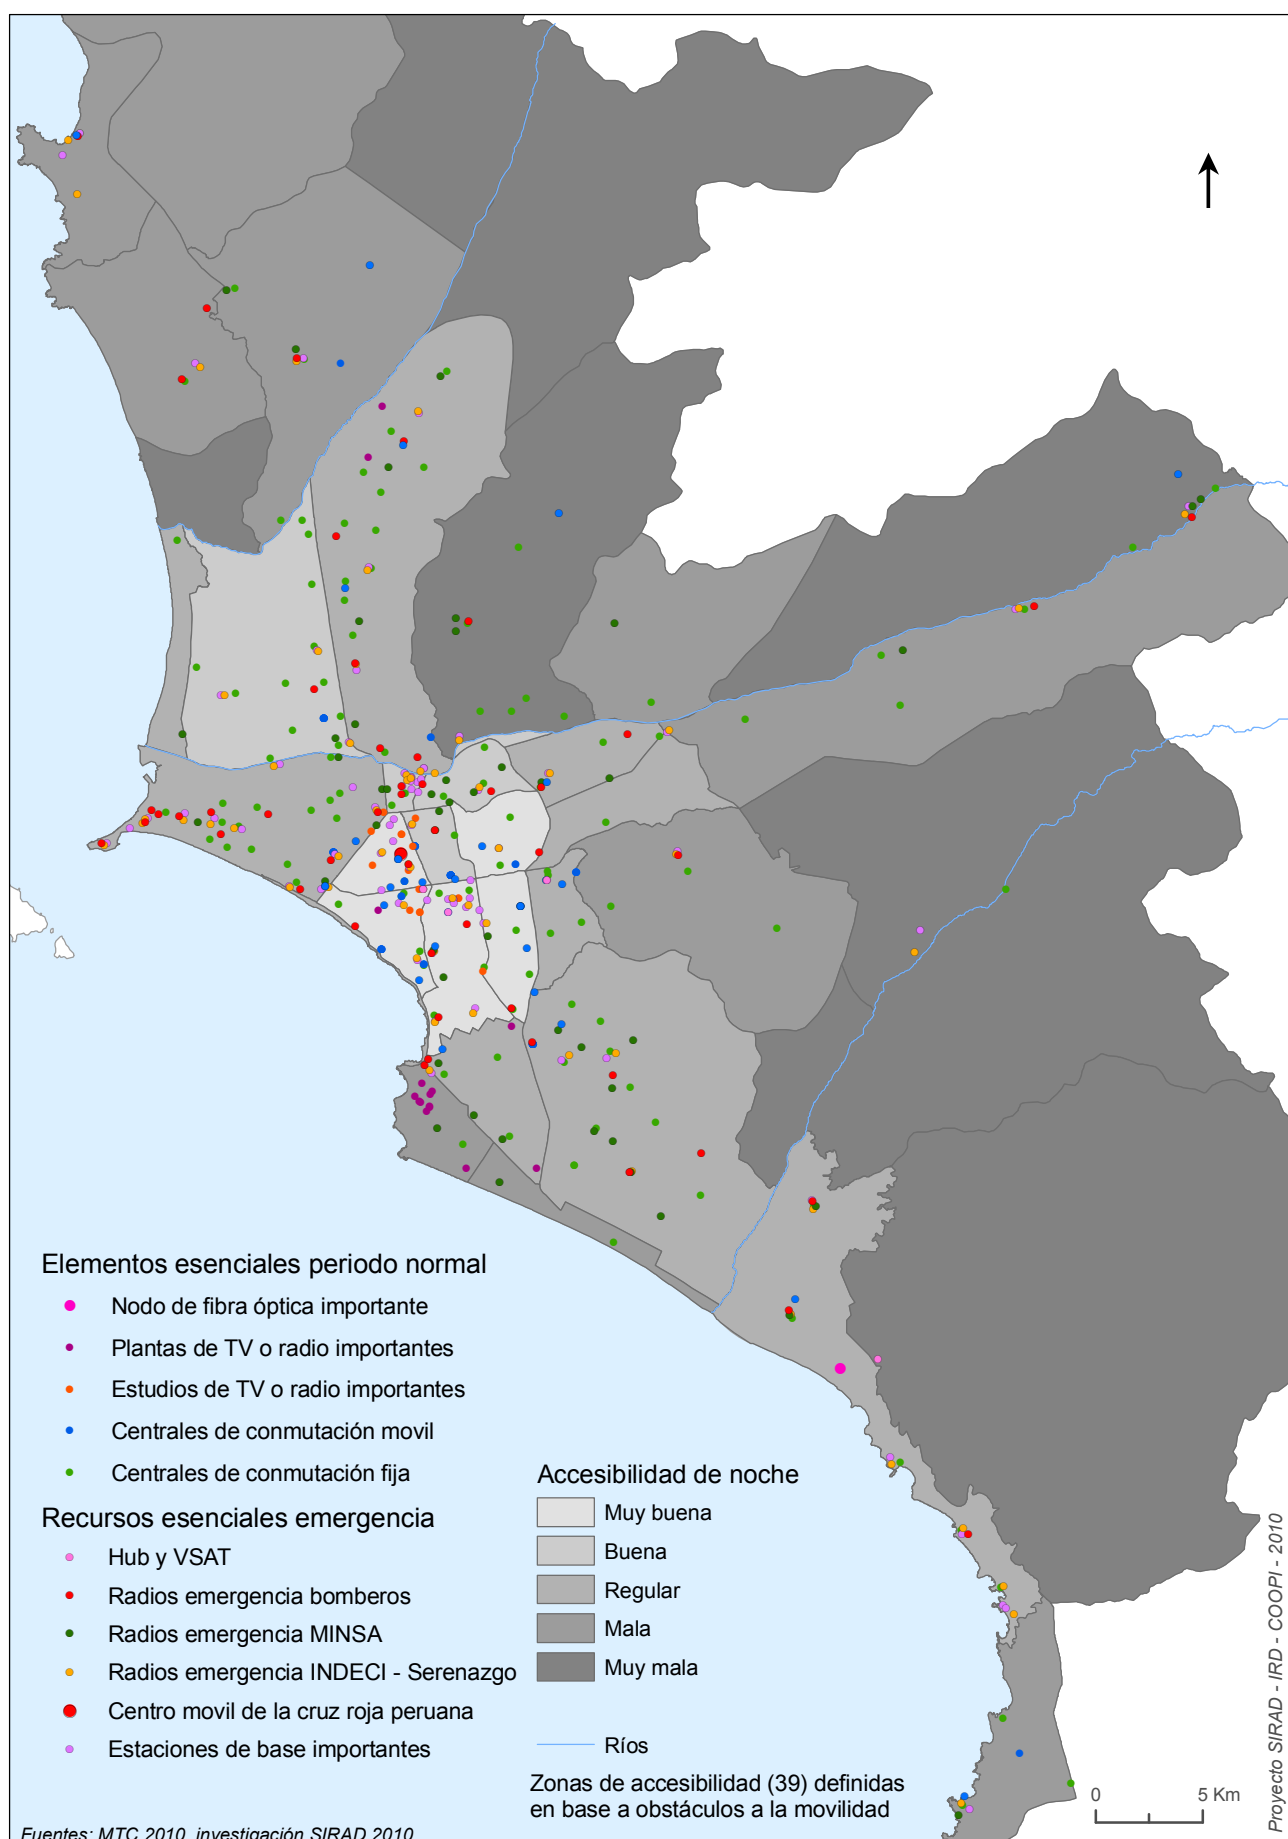 Elementos esenciales periodo normal
Nodo de fibra óptica importante
Plantas de TV o radio importantes
Estudios de TV o radio importantes
Centrales de conmutación movil
Centrales de conmutación fija
Recursos esenciales emergencia
Hub y VSAT
Radios emergencia bomberos
Radios emergencia MINSA
Radios emergencia INDECI - Serenazgo
Centro movil de la cruz roja peruana
Estaciones de base importantes
Accesibilidad de noche
Muy buena
Buena
Regular
Mala
Muy mala
Ríos
Zonas de accesibilidad (39) definidas
en base a obstáculos a la movilidad
0 5 Km
Proyecto SIRAD - IRD - COOPI - 2010
Fuentes: MTC 2010, investigación SIRAD 2010